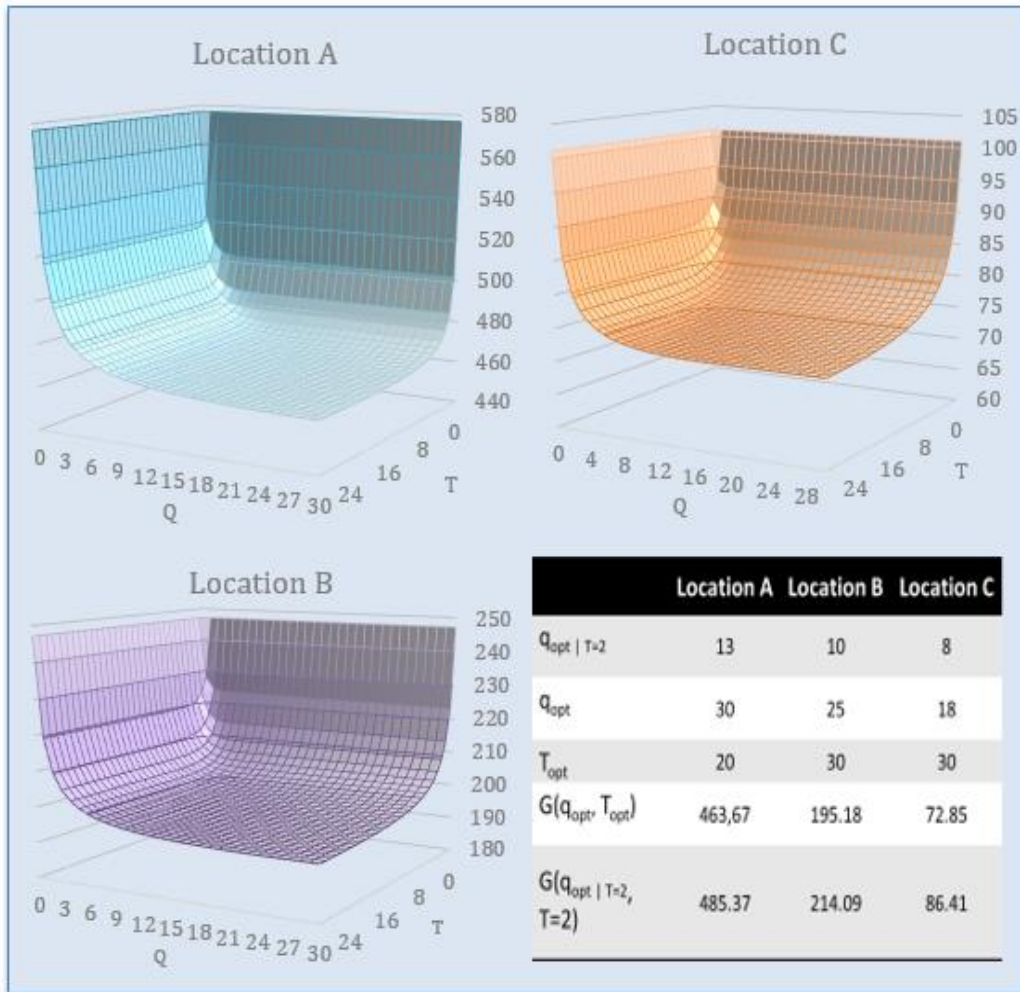 Location A
580
560
540
520
500
480
460
440
0 3 6 9 12 15 18 21 24 27 30
Q
24 16 8 0
T
Location C
105
100
95
90
85
80
75
70
65
60
0 4 8 12 16 20 24 28
Q
24 16 8 0
T
Location B
250
240
230
220
210
200
190
180
0 3 6 9 12 15 18 21 24 27 30
Q
24 16 8 0
T
Location A Location B Location C
qopt | T=2 13 10 8
qopt 30 25 18
Topt 20 30 30
G(qopt, Topt) 463,67 195.18 72.85
G(qopt | T=2, T=2) 485.37 214.09 86.41